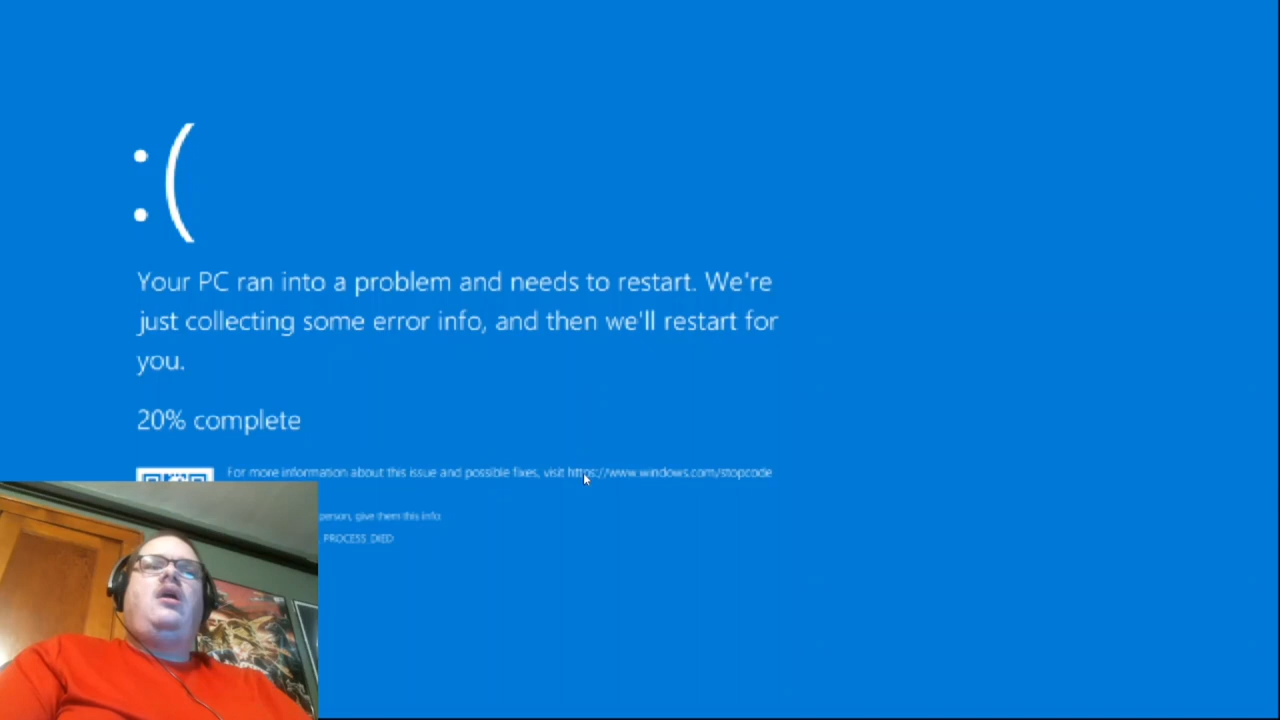 :(
Your PC ran into a problem and needs to restart. We're
just collecting some error info, and then we'll restart for
you.
20% complete
For more information about this issue and possible fixes, visit https://www.windows.com/stopcode
person, give them this info:
PROCESS DIED